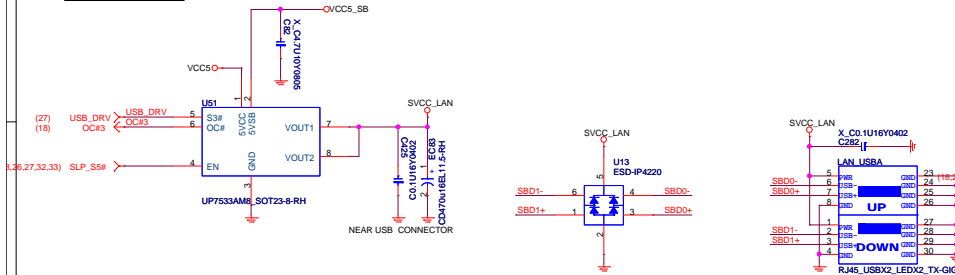 VCC5_SB
X_C4.7U10Y0805
C82
VCC5
U51
1
2
5VCC
5VSB
(27)
USB_DRV
USB_DRV
5
S3#
(18)
OC#3
OC#3
6
OC#
VOUT1
7
VOUT2
8
SLP_S5#
4
EN
GND
3
UP7533AM8_SOT23-8-RH
SVCC_LAN
C425
C0.1U16Y0402
1
+
2
EC83
CD470u16EL11.5-RH
NEAR USB CONNECTOR
SVCC_LAN
U13
ESD-IP4220
5
SBD1-
6
4
SBD0-
SBD1+
1
3
SBD0+
2
SVCC_LAN
X_C0.1U16Y0402
C282
LAN_USBA
5
PWR
GND
23
SBD0-
6
USB-
GND
24
SBD0+
7
USB+
GND
25
8
GND
GND
26
UP
1
PWR
GND
27
SBD1-
2
USB-
GND
28
SBD1+
3
USB+
GND
29
4
GND
GND
30
DOWN